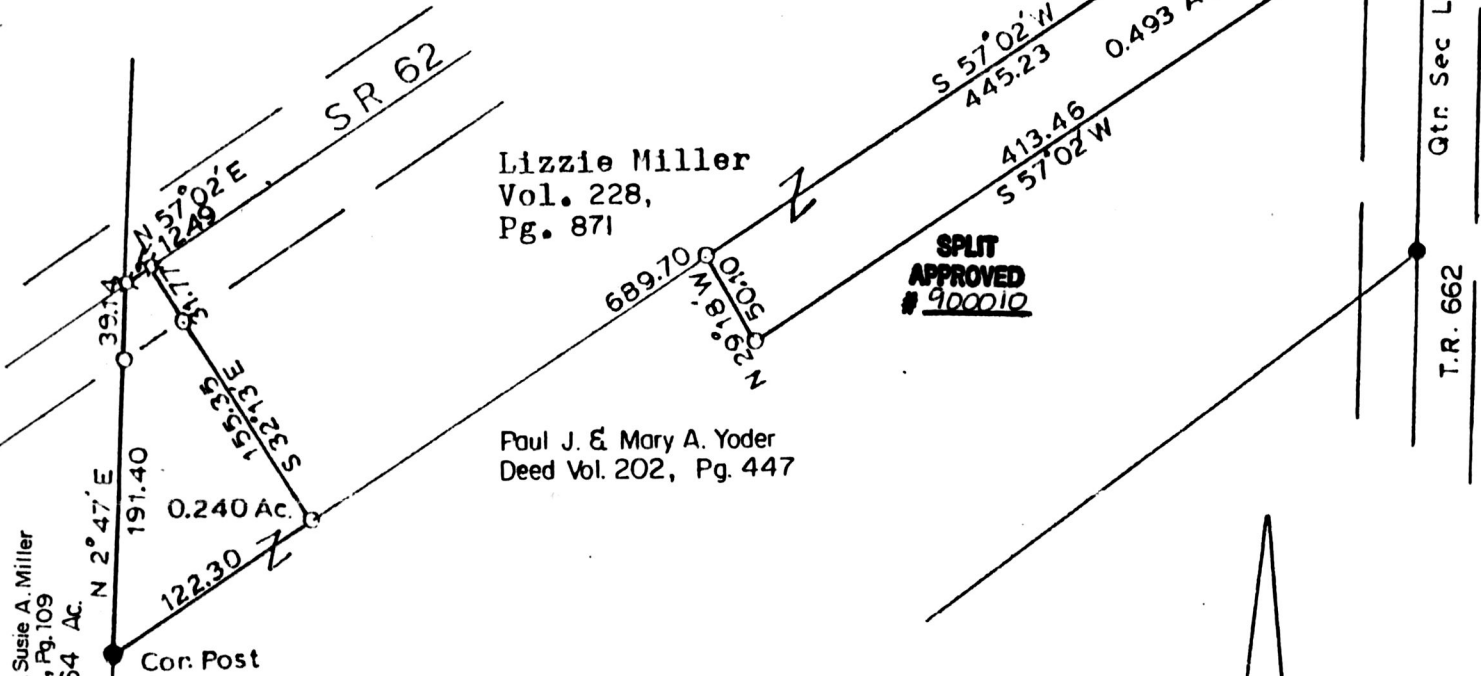 SR 62
N 57°02' E
12.49
39.14
31.77
Lizzie Miller
Vol. 228,
Pg. 871
S 57°02' W
445.23
0.493
413.46
S 57°02' W
689.70
N 29°18' W
50.10
SPLIT
APPROVED
# 900010
Qtr. Sec
T.R. 662
155.35
S 32°13' E
N 2°47' E
191.40
0.240 Ac.
122.30
Paul J. & Mary A. Yoder
Deed Vol. 202, Pg. 447
Susie A. Miller
, Pg. 109
64 Ac.
Cor. Post